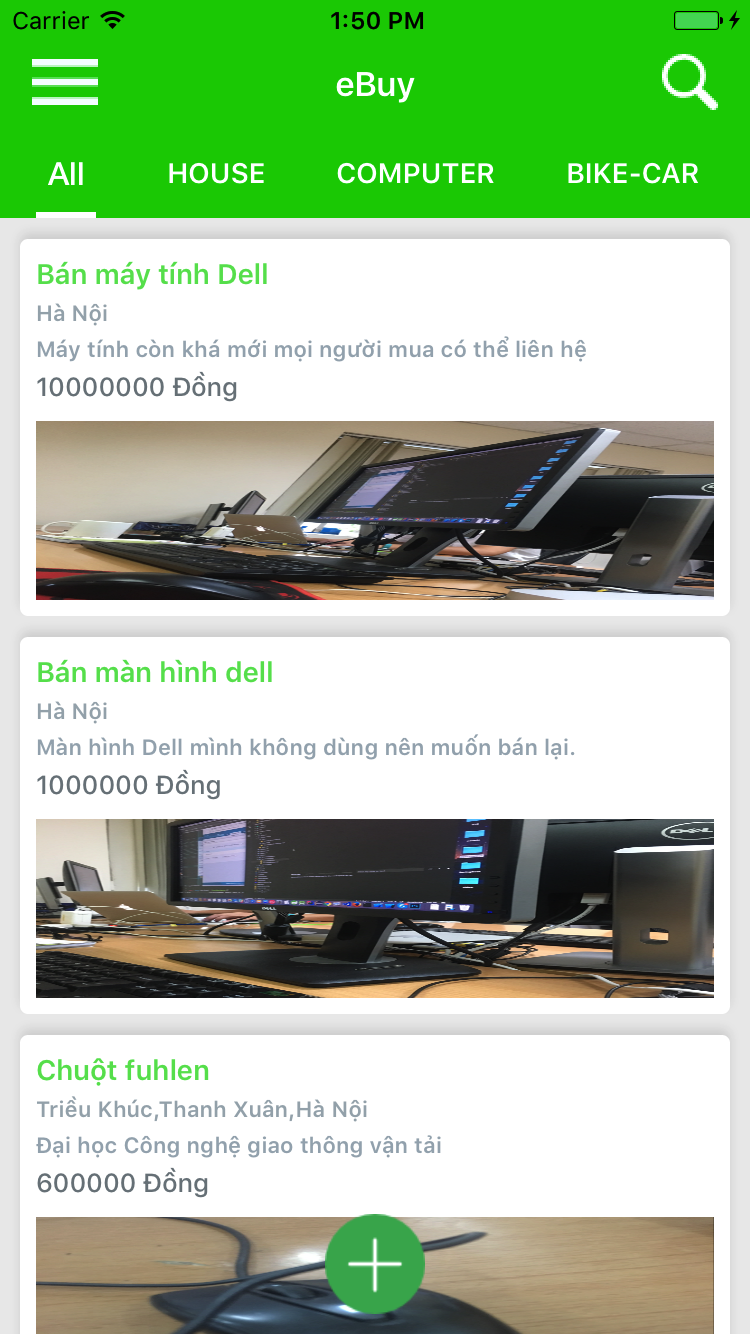 Carrier 1:50 PM
eBuy
All HOUSE COMPUTER BIKE-CAR
Bán máy tính Dell
Hà Nội
Máy tính còn khá mới mọi người mua có thể liên hệ
10000000 Đồng
Bán màn hình dell
Hà Nội
Màn hình Dell mình không dùng nên muốn bán lại.
1000000 Đồng
DELL
DELL
Chuột fuhlen
Triều Khúc,Thanh Xuân,Hà Nội
Đại học Công nghệ giao thông vận tải
600000 Đồng